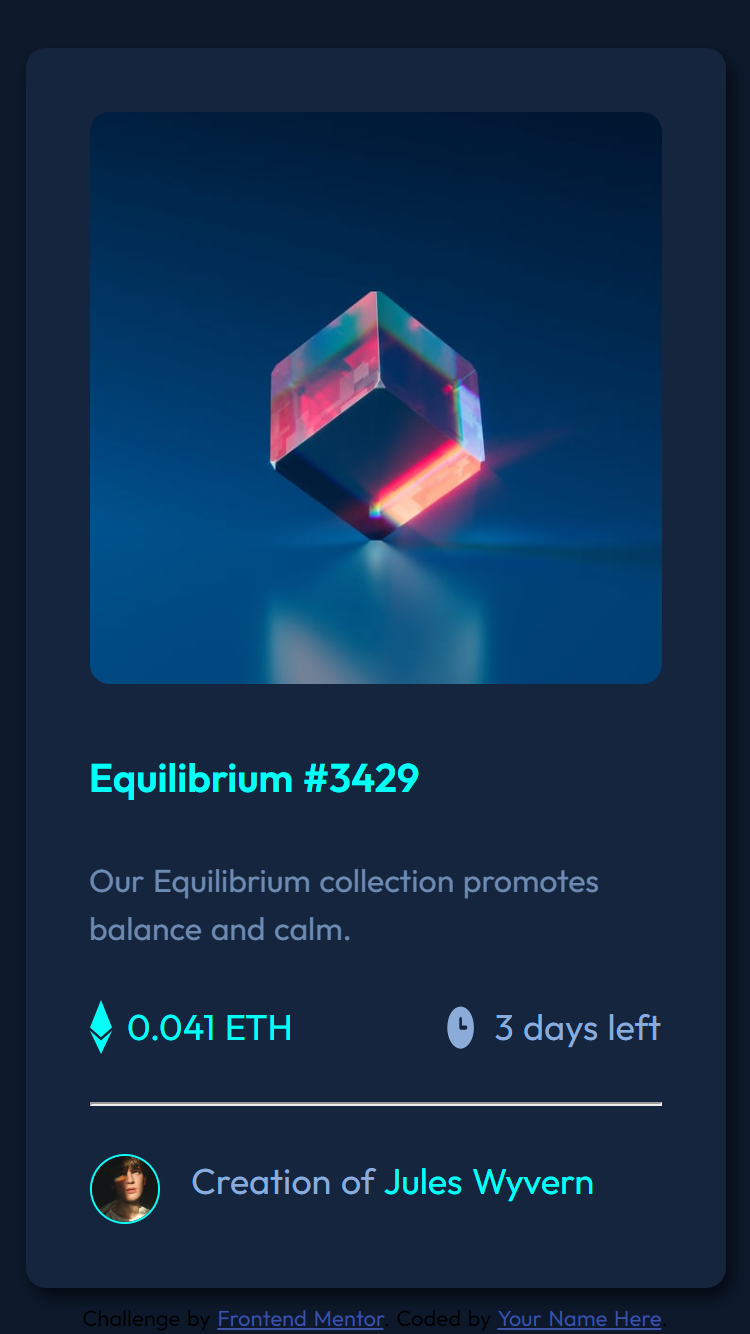 Equilibrium #3429
Our Equilibrium collection promotes
balance and calm.
0.041 ETH 3 days left
Creation of Jules Wyvern
Challenge by Frontend Mentor. Coded by Your Name Here.